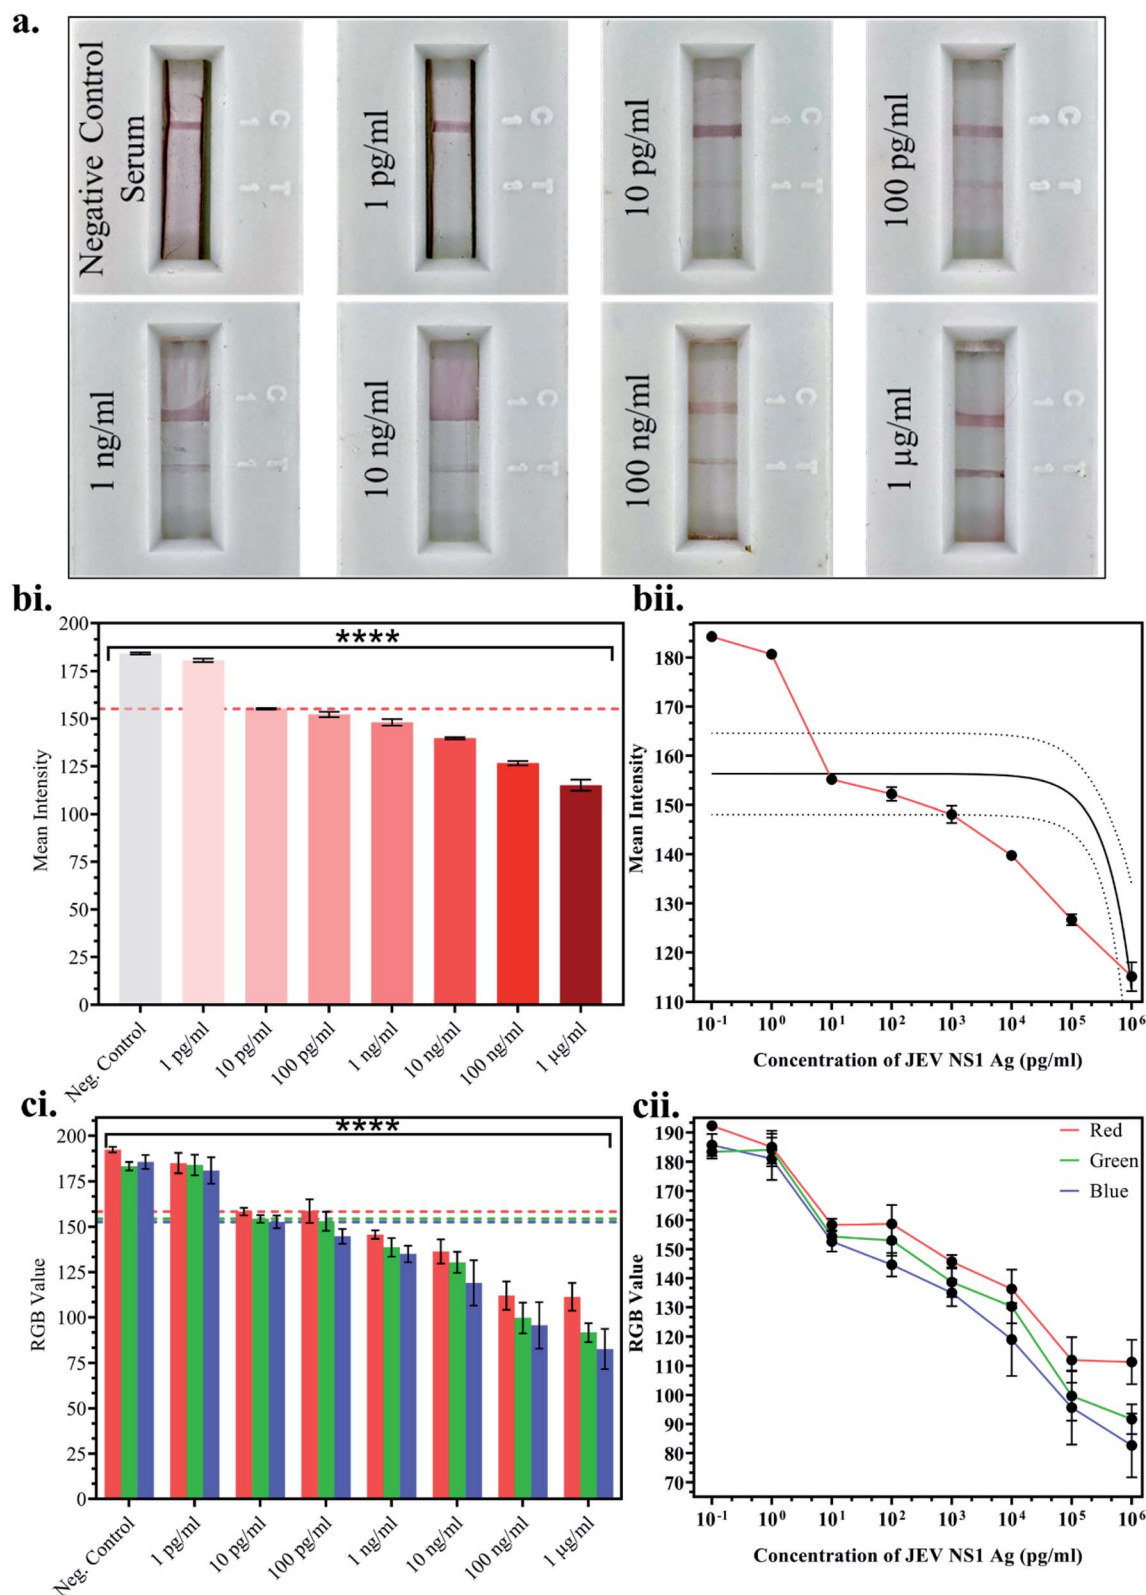 a.
Negative Control
Serum
C
T
1 pg/ml
C
T
10 pg/ml
C
T
100 pg/ml
C
T
1 ng/ml
C
T
10 ng/ml
C
T
100 ng/ml
C
T
1 µg/ml
C
T
bi.
****
200
175
150
125
100
75
50
25
0
Mean Intensity
Neg. Control
1 pg/ml
10 pg/ml
100 pg/ml
1 ng/ml
10 ng/ml
100 ng/ml
1 µg/ml
bii.
180
170
160
150
140
130
120
110
Mean Intensity
10⁻¹ 10⁰ 10¹ 10² 10³ 10⁴ 10⁵ 10⁶
Concentration of JEV NS1 Ag (pg/ml)
ci.
****
200
175
150
125
100
75
50
25
0
RGB Value
Neg. Control
1 pg/ml
10 pg/ml
100 pg/ml
1 ng/ml
10 ng/ml
100 ng/ml
1 µg/ml
cii.
Red
Green
Blue
190
180
170
160
150
140
130
120
110
100
90
80
70
RGB Value
10⁻¹ 10⁰ 10¹ 10² 10³ 10⁴ 10⁵ 10⁶
Concentration of JEV NS1 Ag (pg/ml)